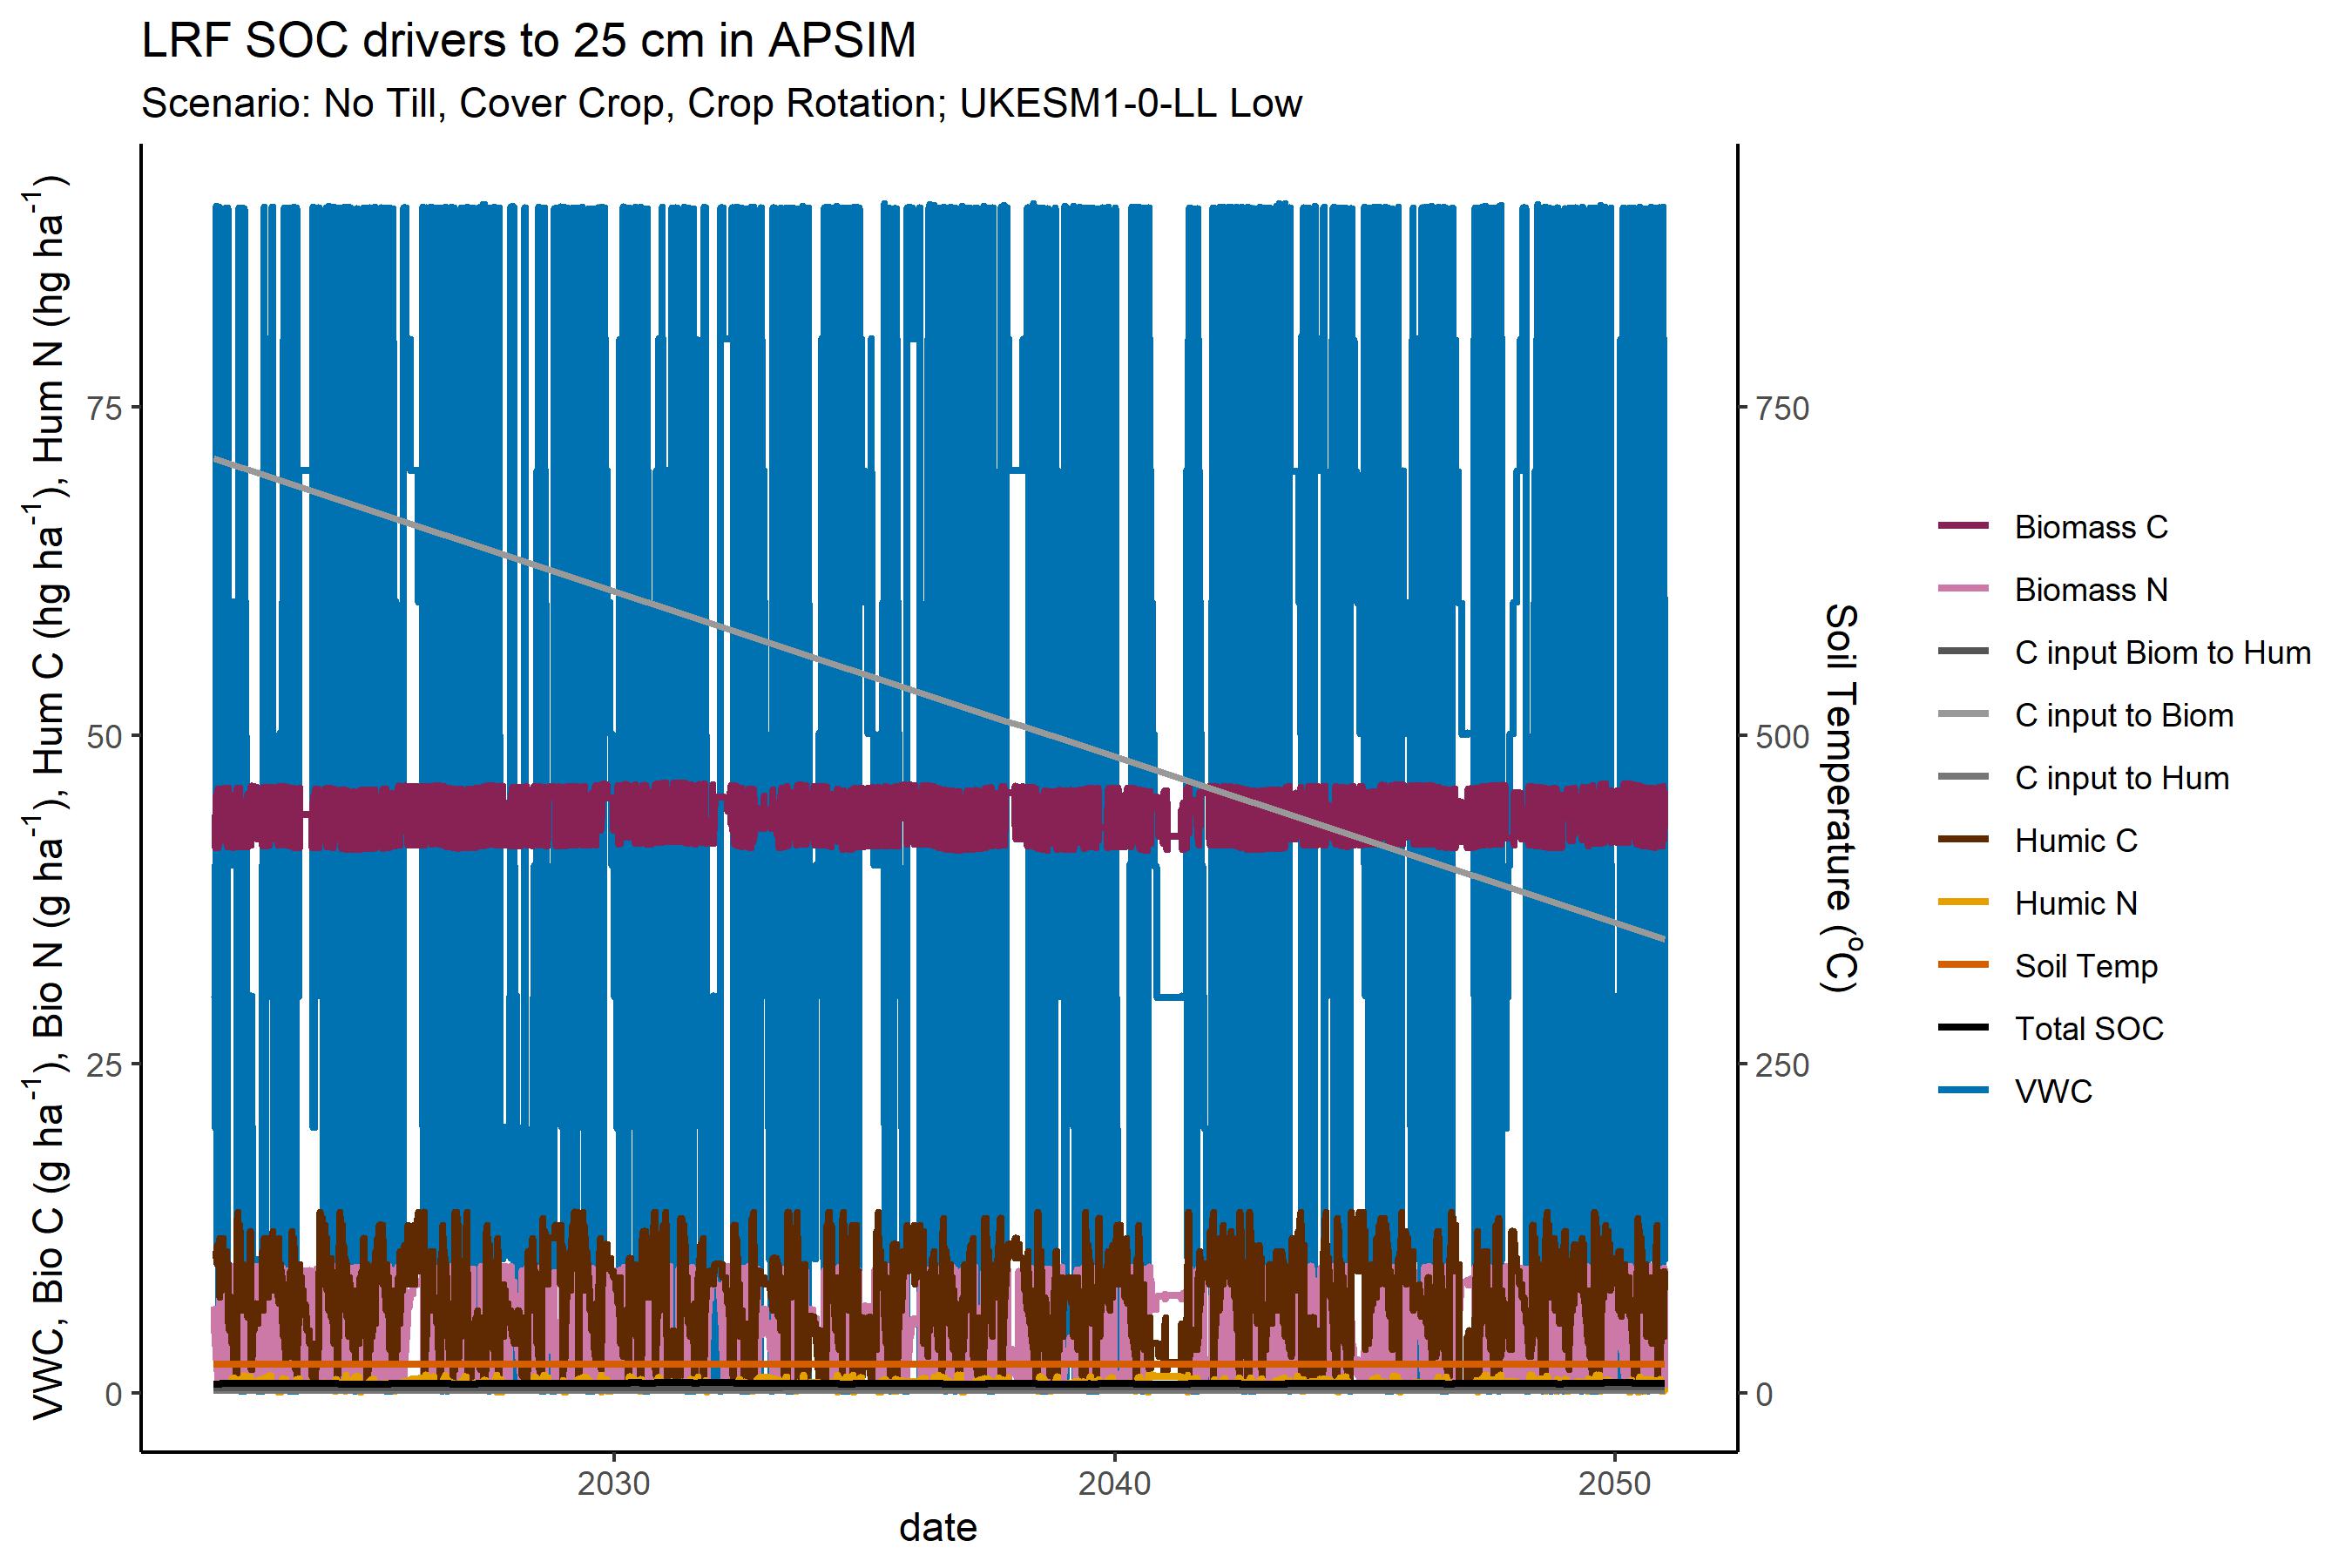 LRF SOC drivers to 25 cm in APSIM
Scenario: No Till, Cover Crop, Crop Rotation; UKESM1-0-LL Low
VWC, Bio C (g ha⁻¹), Bio N (g ha⁻¹), Hum C (hg ha⁻¹), Hum N (hg ha⁻¹)
75
50
25
0
750
500
250
0
Soil Temperature (°C)
2030
2040
2050
date
Biomass C
Biomass N
C input Biom to Hum
C input to Biom
C input to Hum
Humic C
Humic N
Soil Temp
Total SOC
VWC